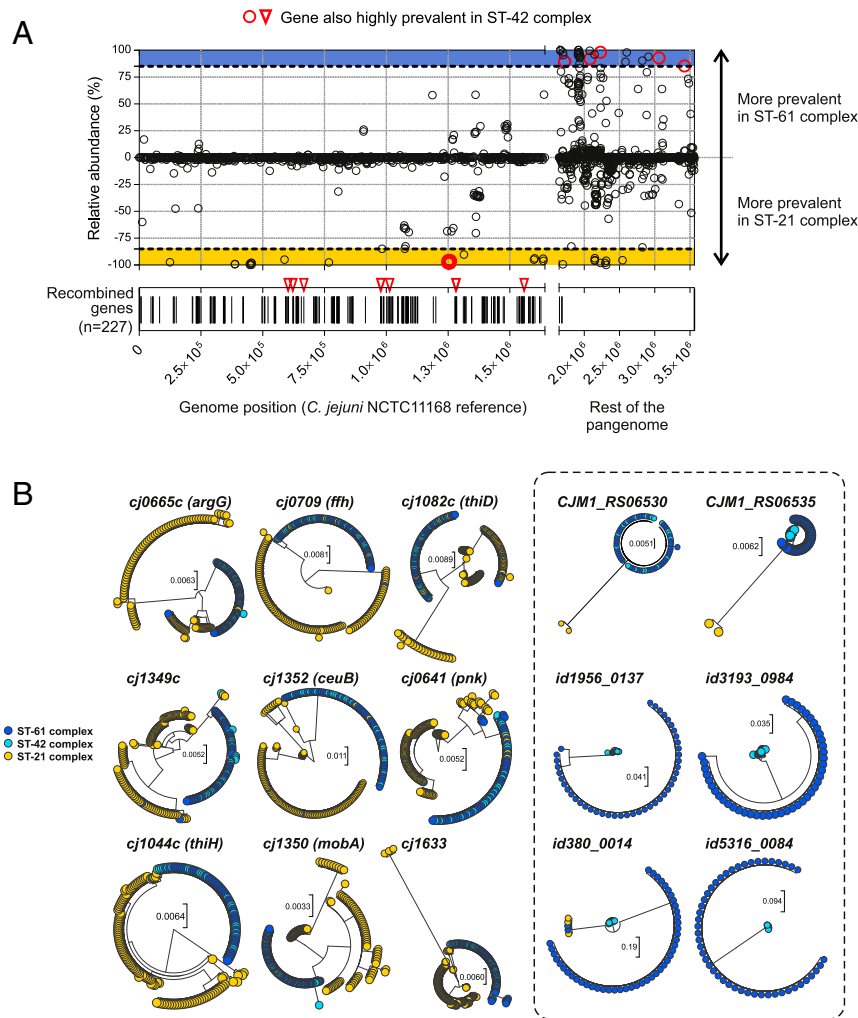 Gene also highly prevalent in ST-42 complex
A
Relative abundance (%)
100
75
50
25
0
-25
-50
-75
-100
More prevalent
in ST-61 complex
More prevalent
in ST-21 complex
Recombined
genes
(n=227)
0
2.5×10⁵
5.0×10⁵
7.5×10⁵
1.0×10⁶
1.3×10⁶
1.5×10⁶
2.0×10⁶
2.5×10⁶
3.0×10⁶
3.5×10⁶
Genome position (C. jejuni NCTC11168 reference)
Rest of the
pangenome
B
cj0665c (argG)
cj0709 (ffh)
cj1082c (thiD)
CJM1_RS06530
CJM1_RS06535
0.0063
0.0081
0.0089
0.0051
0.0062
cj1349c
cj1352 (ceuB)
cj0641 (pnk)
id1956_0137
id3193_0984
ST-61 complex
ST-42 complex
ST-21 complex
0.0052
0.011
0.0052
0.041
0.035
cj1044c (thiH)
cj1350 (mobA)
cj1633
id380_0014
id5316_0084
0.0064
0.0033
0.0060
0.19
0.094